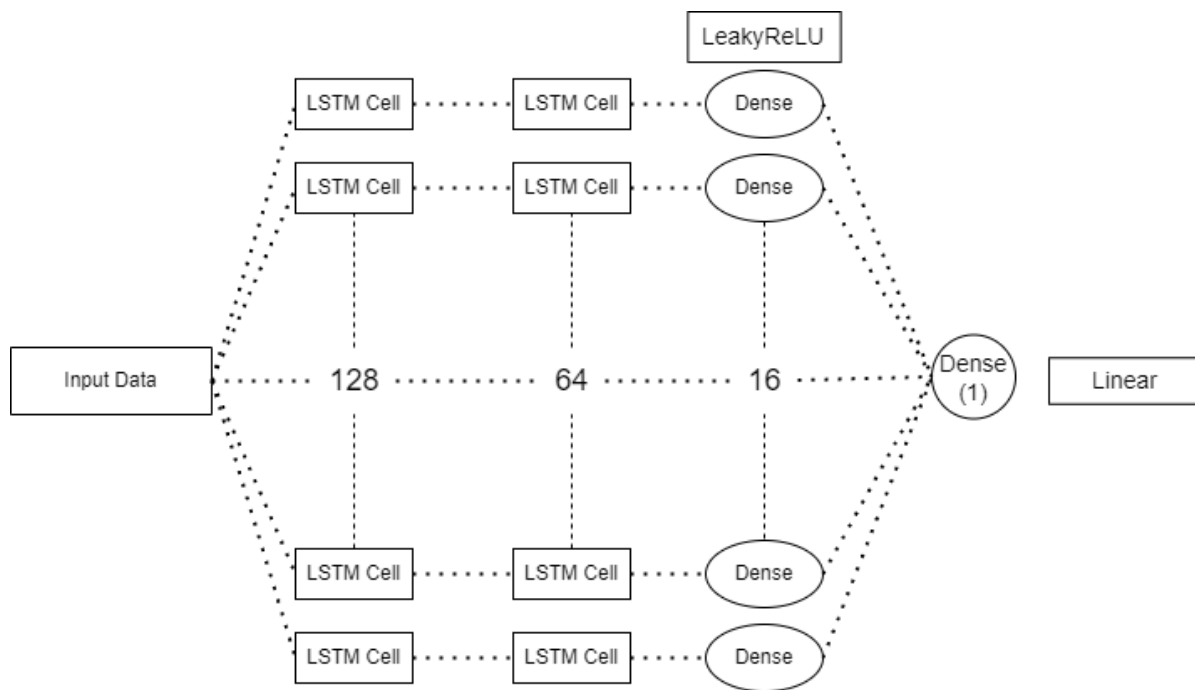 LeakyReLU
LSTM Cell
LSTM Cell
Dense
LSTM Cell
LSTM Cell
Dense
Input Data
128
64
16
Dense
(1)
Linear
LSTM Cell
LSTM Cell
Dense
LSTM Cell
LSTM Cell
Dense